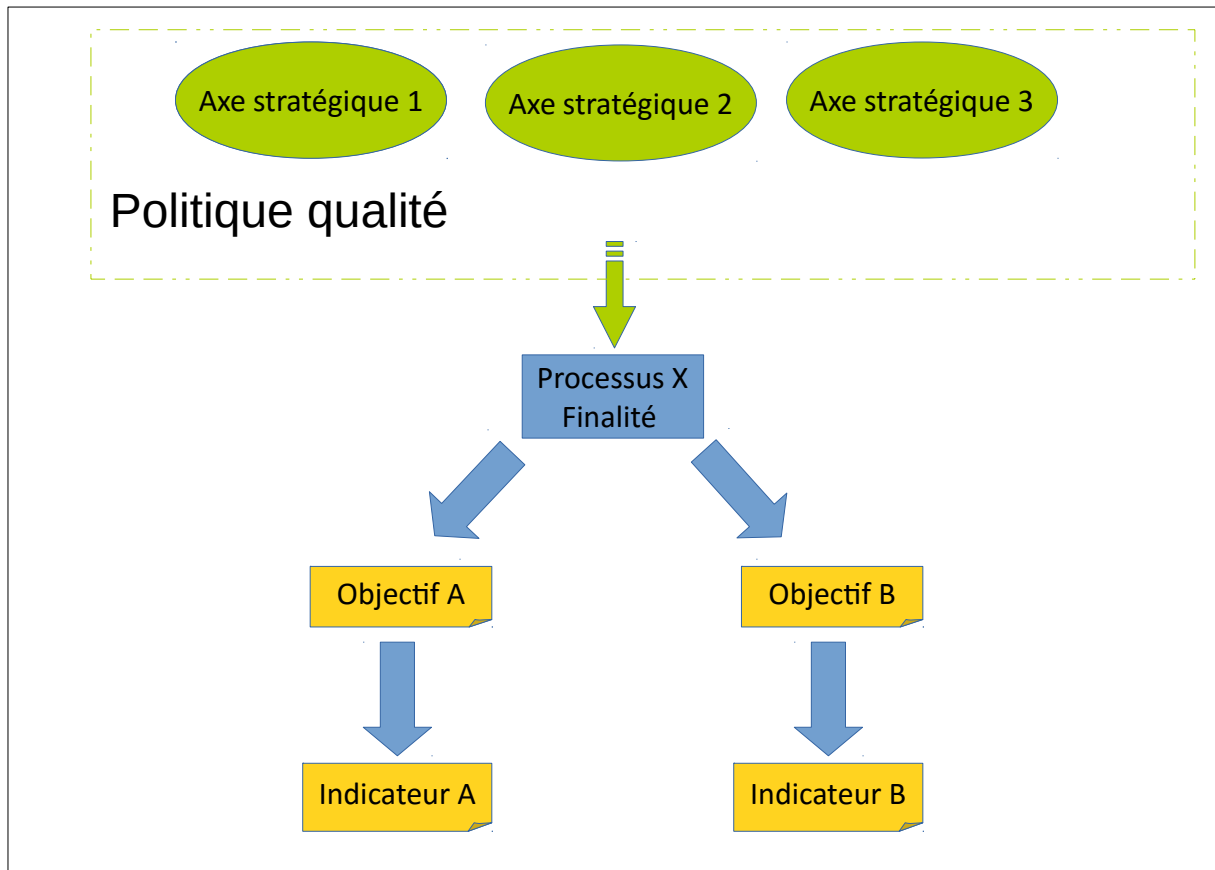 Axe stratégique 1
Axe stratégique 2
Axe stratégique 3
Politique qualité
Processus X
Finalité
Objectif A
Objectif B
Indicateur A
Indicateur B